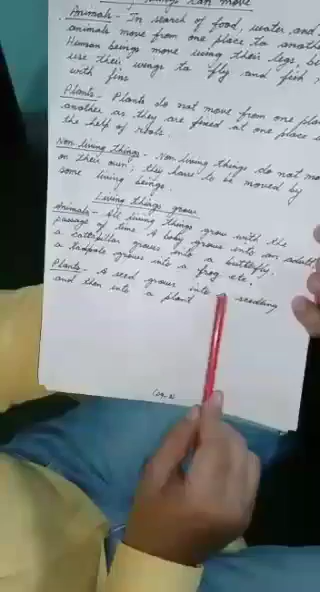 things can move
Animals - In search of food, water and
animals move from one place to another
Human beings move using their legs,
use their wings to fly and fish
with fins
Plants - Plants do not move from one
another as they are fixed at one place
the help of roots.
Non living things - Non living things do not
on their own; they have to be moved by
some living beings.
Living things grow
Animals - All living things grow with the
passage of time. A baby grows into an adult,
a catterpillar grows into a butterfly,
a tadpole grows into a frog etc.
Plants - A seed grows into a seedling
and then into a plant